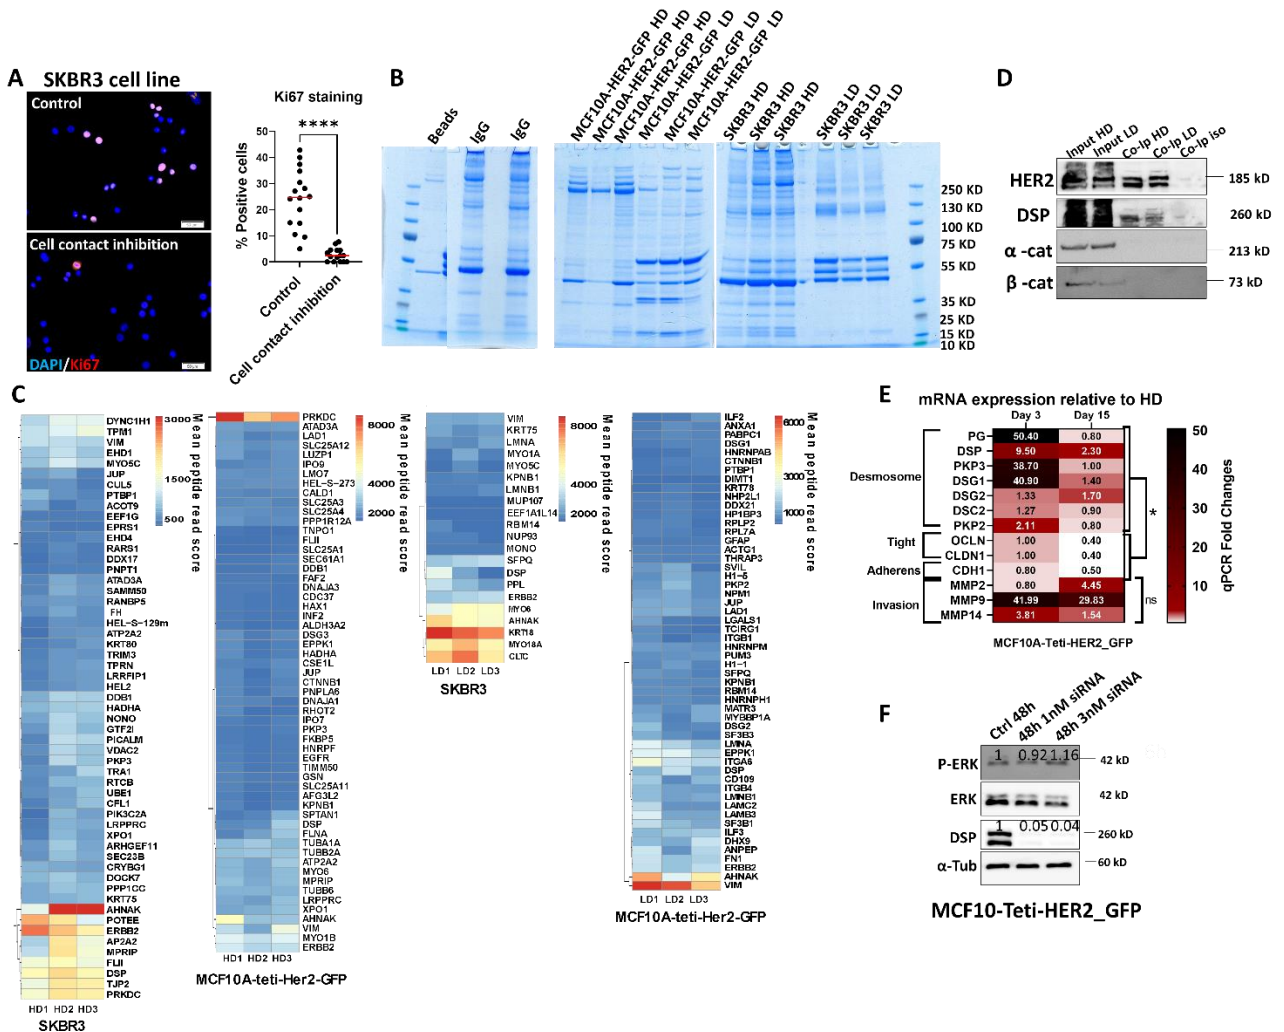 A
SKBR3 cell line
Control
Cell contact inhibition
DAPI/Ki67
Ki67 staining
****
% Positive cells
50
40
30
20
10
0
Control
Cell contact inhibition
B
Beads
IgG
IgG
MCF10A-HER2-GFP HD
MCF10A-HER2-GFP HD
MCF10A-HER2-GFP HD
MCF10A-HER2-GFP LD
MCF10A-HER2-GFP LD
MCF10A-HER2-GFP LD
SKBR3 HD
SKBR3 HD
SKBR3 HD
SKBR3 LD
SKBR3 LD
SKBR3 LD
250 KD
130 KD
100 KD
75 KD
55 KD
35 KD
25 KD
15 KD
10 KD
D
Input HD
Input LD
Co-Ip HD
Co-Ip LD
Co-Ip iso
HER2
185 kD
DSP
260 kD
α -cat
213 kD
β -cat
73 kD
C
DYNC1H1
TPM1
VIM
EHD1
MYO5C
JUP
CUL5
PTBP1
ACOT9
EEF1G
EPRS1
EHD4
RARS1
DDX17
PNPT1
ATAD3A
SAMM50
RANBP5
FH
HEL-S-129m
ATP2A2
KRT80
TRIM3
TPRN
LRRFIP1
HEL2
DDB1
HADHA
NONO
GTF2I
PICALM
VDAC2
PKP3
TRA1
RTCB
UBE1
CFL1
PIK3C2A
LRPPRC
XPO1
ARHGEF11
SEC23B
CRYBG1
DOCK7
PPP1CC
KRT75
AHNAK
POTEE
ERBB2
AP2A2
MPRIP
FLII
DSP
TJP2
PRKDC
HD1 HD2 HD3
SKBR3
3000
1500
500
Mean peptide read score
PRKDC
ATAD3A
LAD1
SLC25A12
LUZP1
IPO9
LMO7
HEL-S-273
CALD1
SLC25A3
SLC25A4
PPP1R12A
TNPO1
FLII
SLC25A1
SEC61A1
DDB1
FAF2
DNAJA3
CDC37
HAX1
INF2
ALDH3A2
DSG3
EPPK1
HADHA
CSE1L
JUP
CTNNB1
PNPLA6
DNAJA1
RHOT2
IPO7
PKP3
FKBP5
HNRPF
EGFR
TIMM50
GSN
SLC25A11
AFG3L2
KPNB1
SPTAN1
DSP
FLNA
TUBA1A
TUBB2A
ATP2A2
MYO6
MPRIP
TUBB6
LRPPRC
XPO1
AHNAK
VIM
MYO1B
ERBB2
HD1 HD2 HD3
MCF10A-teti-Her2-GFP
8000
4000
2000
Mean peptide read score
VIM
KRT75
LMNA
MYO1A
MYO5C
KPNB1
LMNB1
MUP107
EEF1A1L14
RBM14
NUP93
MONO
SFPQ
DSP
PPL
ERBB2
MYO6
AHNAK
KRT18
MYO18A
CLTC
LD1 LD2 LD3
SKBR3
8000
4000
2000
Mean peptide read score
ILF2
ANXA1
PABPC1
DSG1
HNRNPAB
CTNNB1
PTBP1
DIMT1
KRT78
NHP2L1
DDX21
HP1BP3
RPLP2
RPL7A
GFAP
ACTG1
THRAP3
SVIL
H1-5
PKP2
NPM1
JUP
LAD1
LGALS1
TCIRG1
ITGB1
HNRNPM
PUM3
H1-1
SFPQ
KPNB1
RBM14
HNRNPH1
MATR3
MYBBP1A
DSG2
SF3B3
LMNA
EPPK1
ITGA6
DSP
CD109
ITGB4
LMNB1
LAMC2
LAMB3
SF3B1
ILF3
DHX9
ANPEP
FN1
ERBB2
AHNAK
VIM
LD1 LD2 LD3
MCF10A-teti-Her2-GFP
6000
3000
1000
Mean peptide read score
E
mRNA expression relative to HD
Day 3 Day 15
Desmosome
PG 50.40 0.80
DSP 9.50 2.30
PKP3 38.70 1.00
DSG1 40.90 1.40
DSG2 1.33 1.70
DSC2 1.27 0.90
PKP2 2.11 0.80
Tight
OCLN 1.00 0.40
CLDN1 1.00 0.40
Adherens
CDH1 0.80 0.50
Invasion
MMP2 0.80 4.45
MMP9 41.99 29.83
MMP14 3.81 1.54
*
ns
50
40
30
20
10
qPCR Fold Changes
MCF10A-Teti-HER2_GFP
F
Ctrl 48h
48h 1nM siRNA
48h 3nM siRNA
P-ERK
1 0.92 1.16
42 kD
ERK
42 kD
DSP
1 0.05 0.04
260 kD
α-Tub
60 kD
MCF10-Teti-HER2_GFP